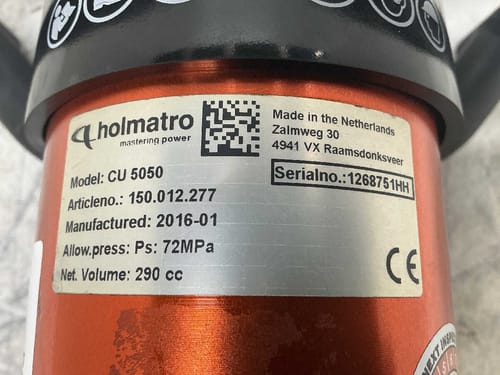 holmatro
mastering power
Made in the Netherlands
Zalmweg 30
4941 VX Raamsdonksveer
Serialno.:1268751HH
Model: CU 5050
Articleno.: 150.012.277
Manufactured: 2016-01
Allow.press: Ps: 72MPa
Net. Volume: 290 cc
CE
NEXT